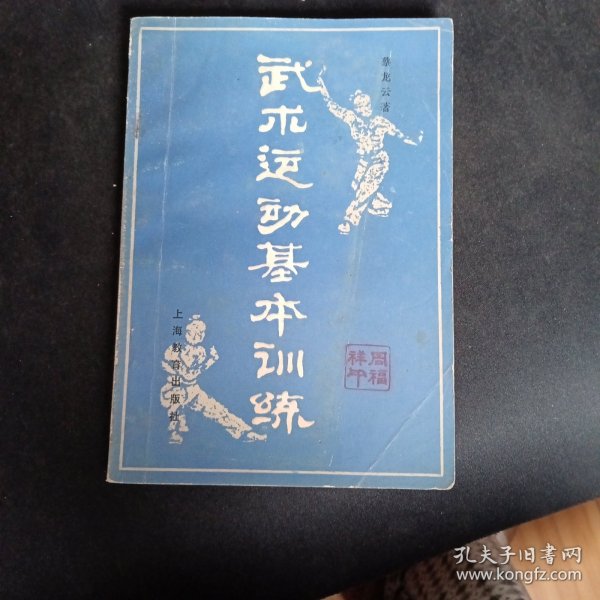 武术运动基本训练
蔡龙云著
上海教育出版社
周福
祥印
孔夫子旧书网
www.kongfz.com